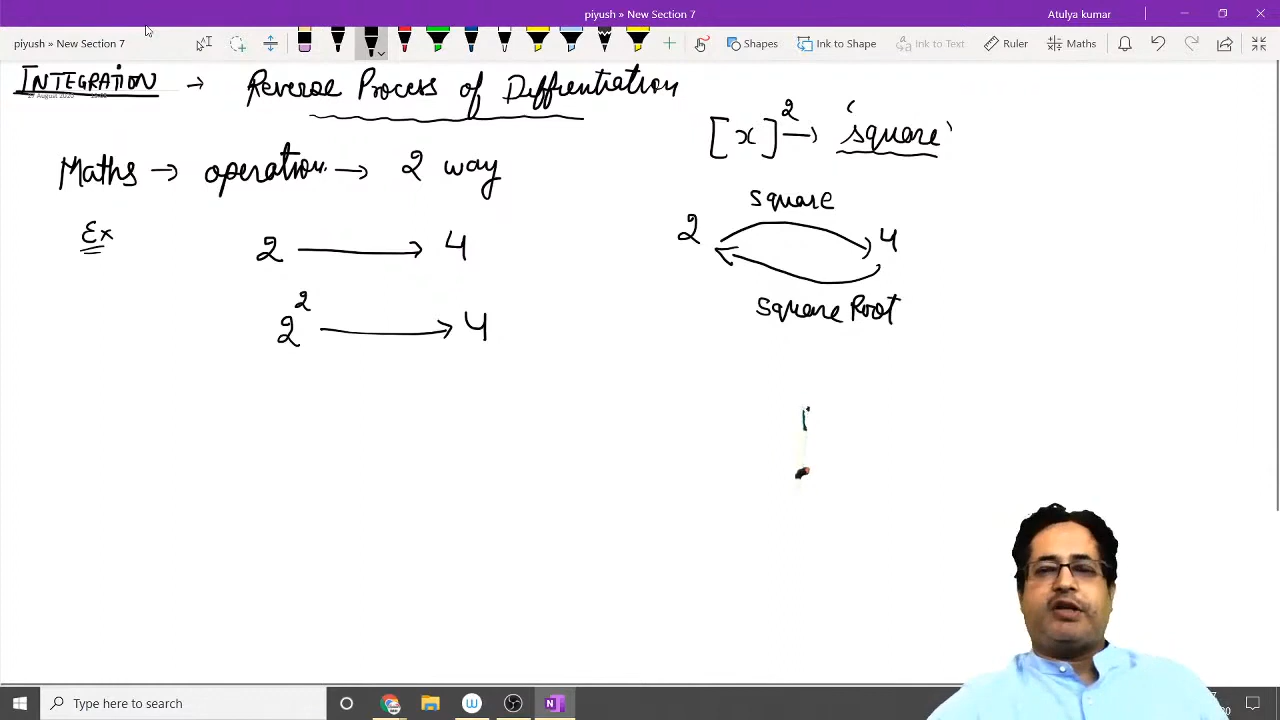 piyush » New Section 7
Atulya kumar
piyush » New Section 7
Shapes
Ink to Shape
Ink to Text
Ruler
Math
INTEGRATION → Reverse Process of Diffrentiation
[x]² → 'square'
Maths → operation → 2 way
square
Ex
2 → 4
2 4
Square Root
2² → 4
Type here to search